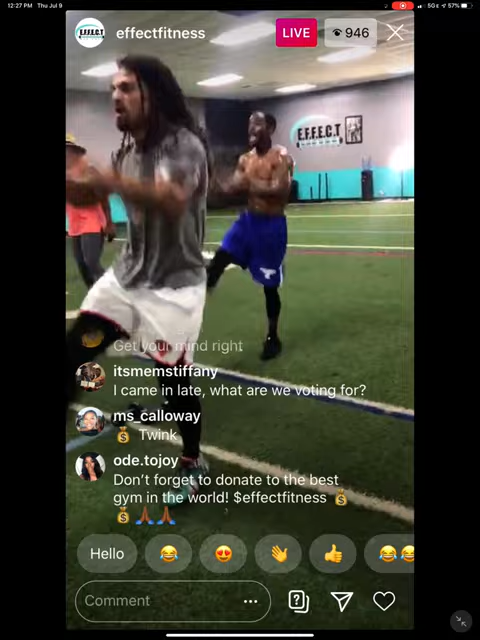 12:27 PM Thu Jul 9
5GE 57%
effectfitness
LIVE
946
E.F.F.E.C.T
Get your mind right
itsmemstiffany
I came in late, what are we voting for?
ms_calloway
💰 Twink
ode.tojoy
Don't forget to donate to the best
gym in the world! $effectfitness 💰
💰🙏🏾🙏🏾
Hello 😂 😍 👋 👍 😂😂
Comment